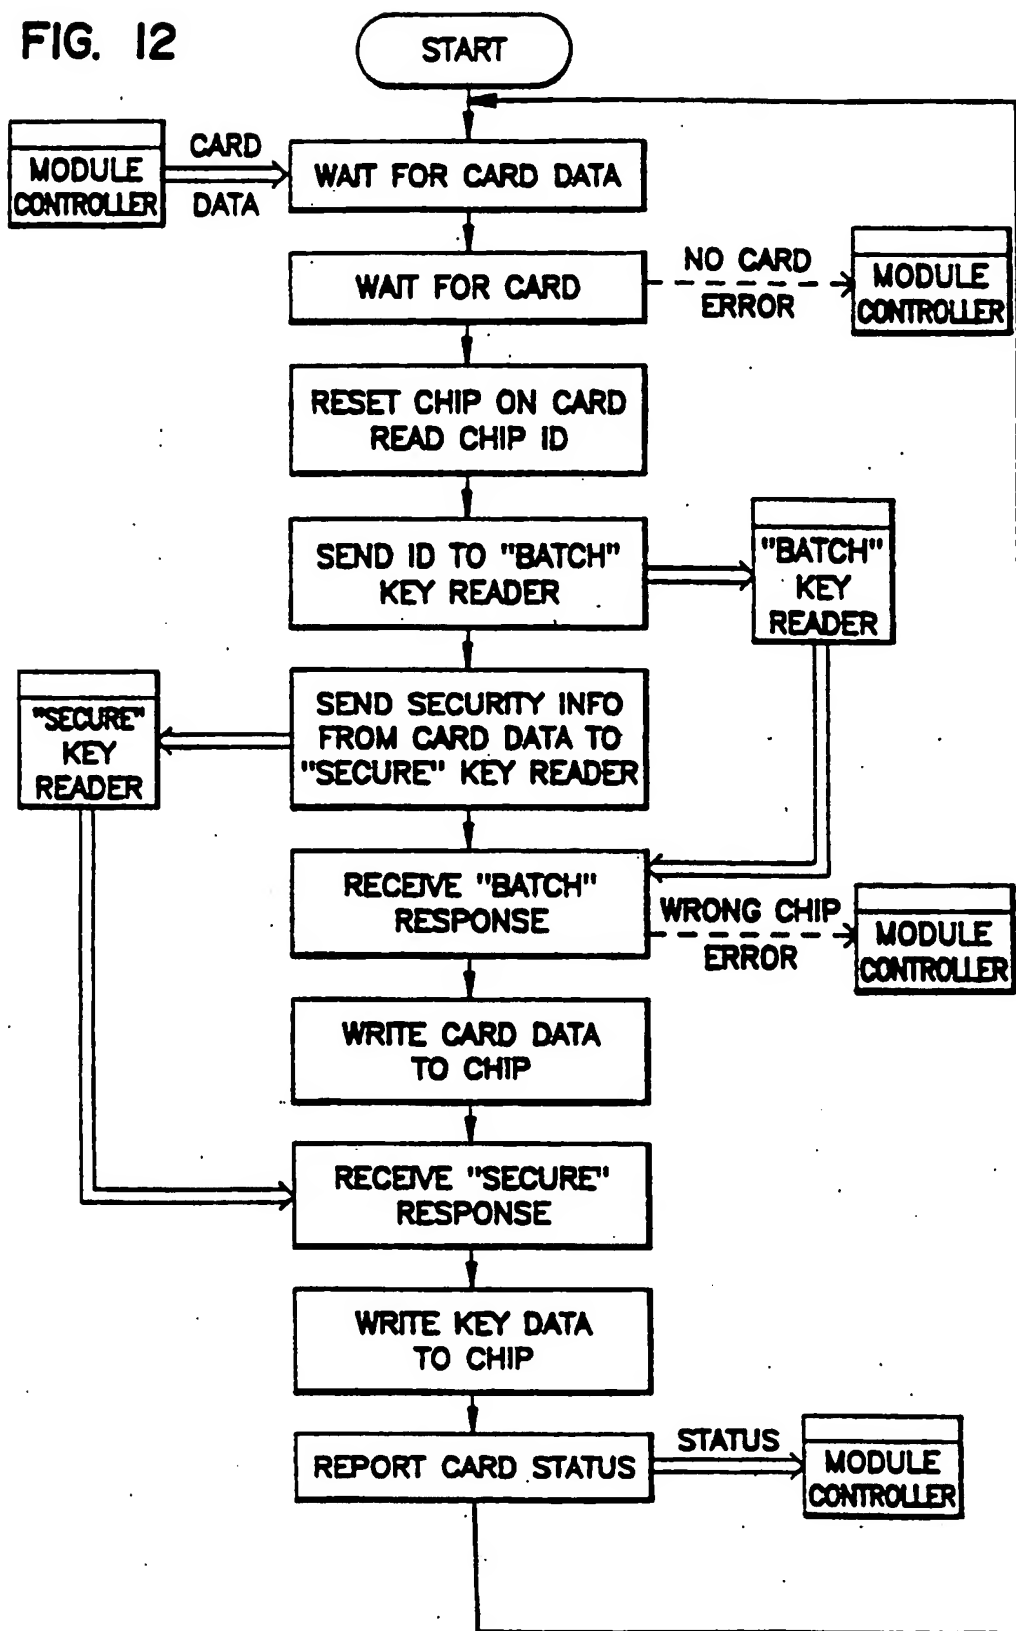 FIG. 12
START
MODULE
CONTROLLER
CARD
DATA
WAIT FOR CARD DATA
WAIT FOR CARD
NO CARD
ERROR
MODULE
CONTROLLER
RESET CHIP ON CARD
READ CHIP ID
SEND ID TO "BATCH"
KEY READER
"BATCH"
KEY
READER
SEND SECURITY INFO
FROM CARD DATA TO
"SECURE" KEY READER
"SECURE"
KEY
READER
RECEIVE "BATCH"
RESPONSE
WRONG CHIP
ERROR
MODULE
CONTROLLER
WRITE CARD DATA
TO CHIP
RECEIVE "SECURE"
RESPONSE
WRITE KEY DATA
TO CHIP
REPORT CARD STATUS
STATUS
MODULE
CONTROLLER